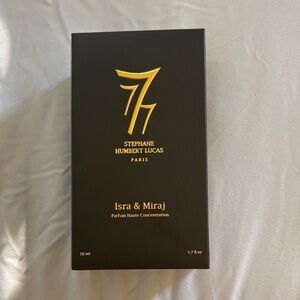 777
STEPHANE
HUMBERT LUCAS
PARIS
Isra & Miraj
Parfum Haute Concentration
50 ml 1.7 fl.oz